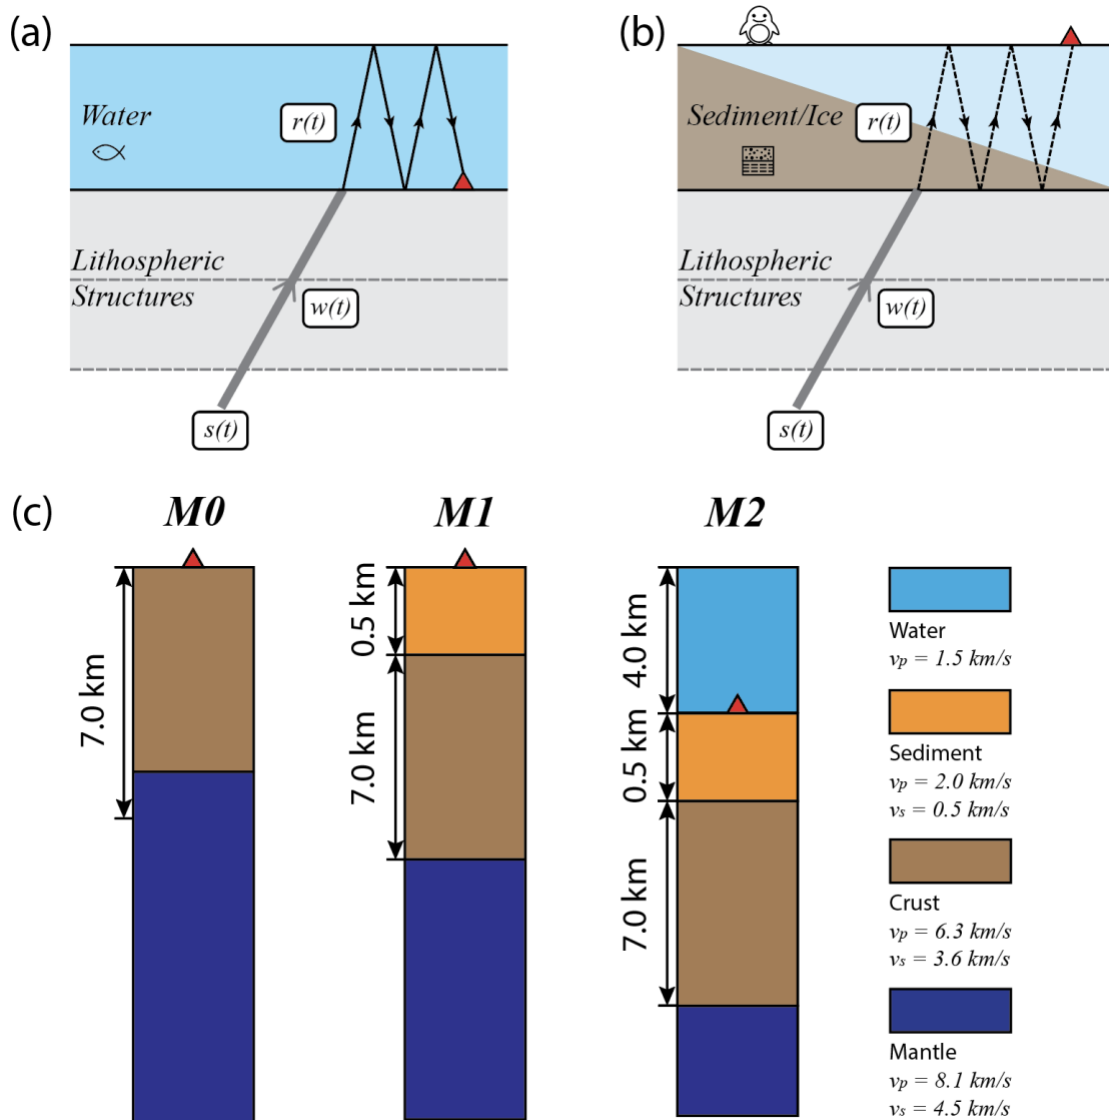 (a)
Water
r(t)
Lithospheric
Structures
w(t)
s(t)
(b)
Sediment/Ice
r(t)
Lithospheric
Structures
w(t)
s(t)
(c)
M0
M1
M2
7.0 km
0.5 km
7.0 km
4.0 km
0.5 km
7.0 km
Water
vp = 1.5 km/s
Sediment
vp = 2.0 km/s
vs = 0.5 km/s
Crust
vp = 6.3 km/s
vs = 3.6 km/s
Mantle
vp = 8.1 km/s
vs = 4.5 km/s